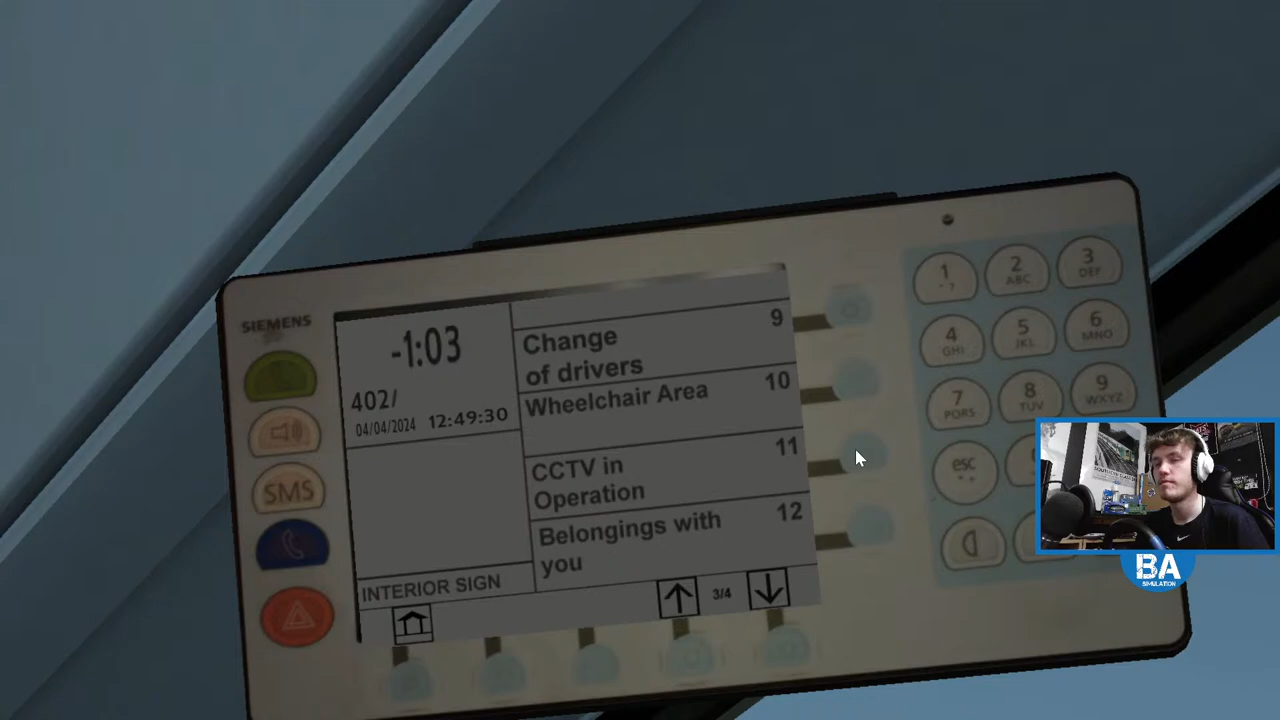 SIEMENS
-1:03
402/
04/04/2024 12:49:30
SMS
INTERIOR SIGN
9
Change
of drivers
10
Wheelchair Area
11
CCTV in
Operation
12
Belongings with
you
3/4
1
2
ABC
3
DEF
4
GHI
5
JKL
6
MNO
7
PQRS
8
TUV
9
WXYZ
esc
BA
SIMULATION